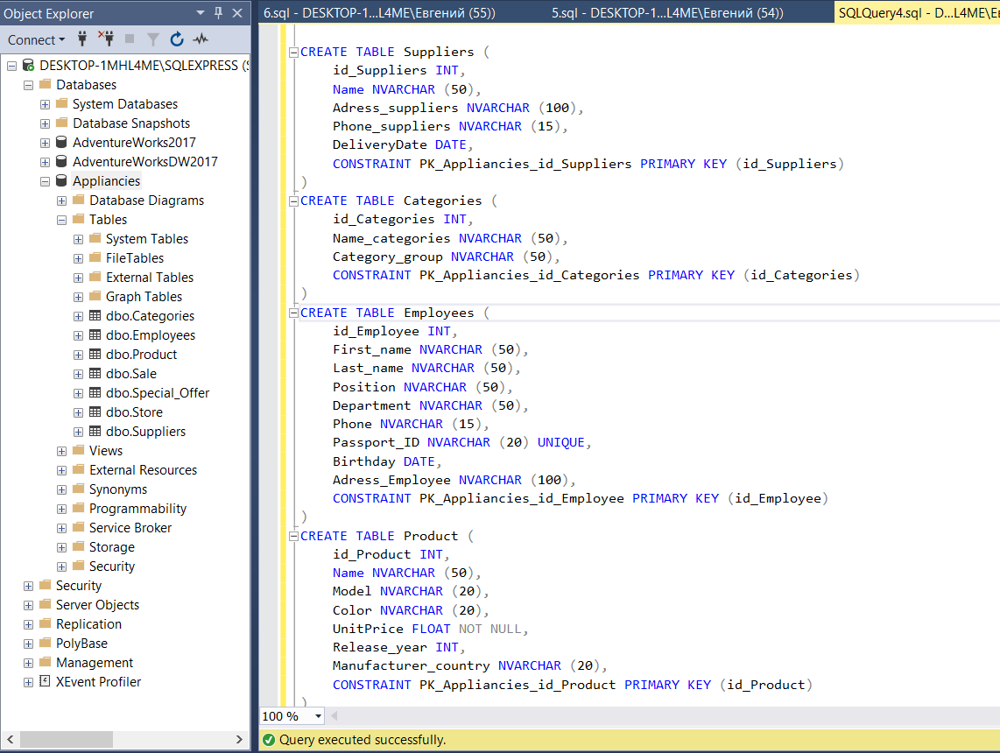 Object Explorer
Connect
DESKTOP-1MHL4ME\SQLEXPRESS (
Databases
System Databases
Database Snapshots
AdventureWorks2017
AdventureWorksDW2017
Appliancies
Database Diagrams
Tables
System Tables
FileTables
External Tables
Graph Tables
dbo.Categories
dbo.Employees
dbo.Product
dbo.Sale
dbo.Special_Offer
dbo.Store
dbo.Suppliers
Views
External Resources
Synonyms
Programmability
Service Broker
Storage
Security
Security
Server Objects
Replication
PolyBase
Management
XEvent Profiler
6.sql - DESKTOP-1...L4ME\Евгений (55))
5.sql - DESKTOP-1...L4ME\Евгений (54))
SQLQuery4.sql - D...L4ME\Е
CREATE TABLE Suppliers (
id_Suppliers INT,
Name NVARCHAR (50),
Adress_suppliers NVARCHAR (100),
Phone_suppliers NVARCHAR (15),
DeliveryDate DATE,
CONSTRAINT PK_Appliancies_id_Suppliers PRIMARY KEY (id_Suppliers)
)
CREATE TABLE Categories (
id_Categories INT,
Name_categories NVARCHAR (50),
Category_group NVARCHAR (50),
CONSTRAINT PK_Appliancies_id_Categories PRIMARY KEY (id_Categories)
)
CREATE TABLE Employees (
id_Employee INT,
First_name NVARCHAR (50),
Last_name NVARCHAR (50),
Position NVARCHAR (50),
Department NVARCHAR (50),
Phone NVARCHAR (15),
Passport_ID NVARCHAR (20) UNIQUE,
Birthday DATE,
Adress_Employee NVARCHAR (100),
CONSTRAINT PK_Appliancies_id_Employee PRIMARY KEY (id_Employee)
)
CREATE TABLE Product (
id_Product INT,
Name NVARCHAR (50),
Model NVARCHAR (20),
Color NVARCHAR (20),
UnitPrice FLOAT NOT NULL,
Release_year INT,
Manufacturer_country NVARCHAR (20),
CONSTRAINT PK_Appliancies_id_Product PRIMARY KEY (id_Product)
)
100 %
Query executed successfully.